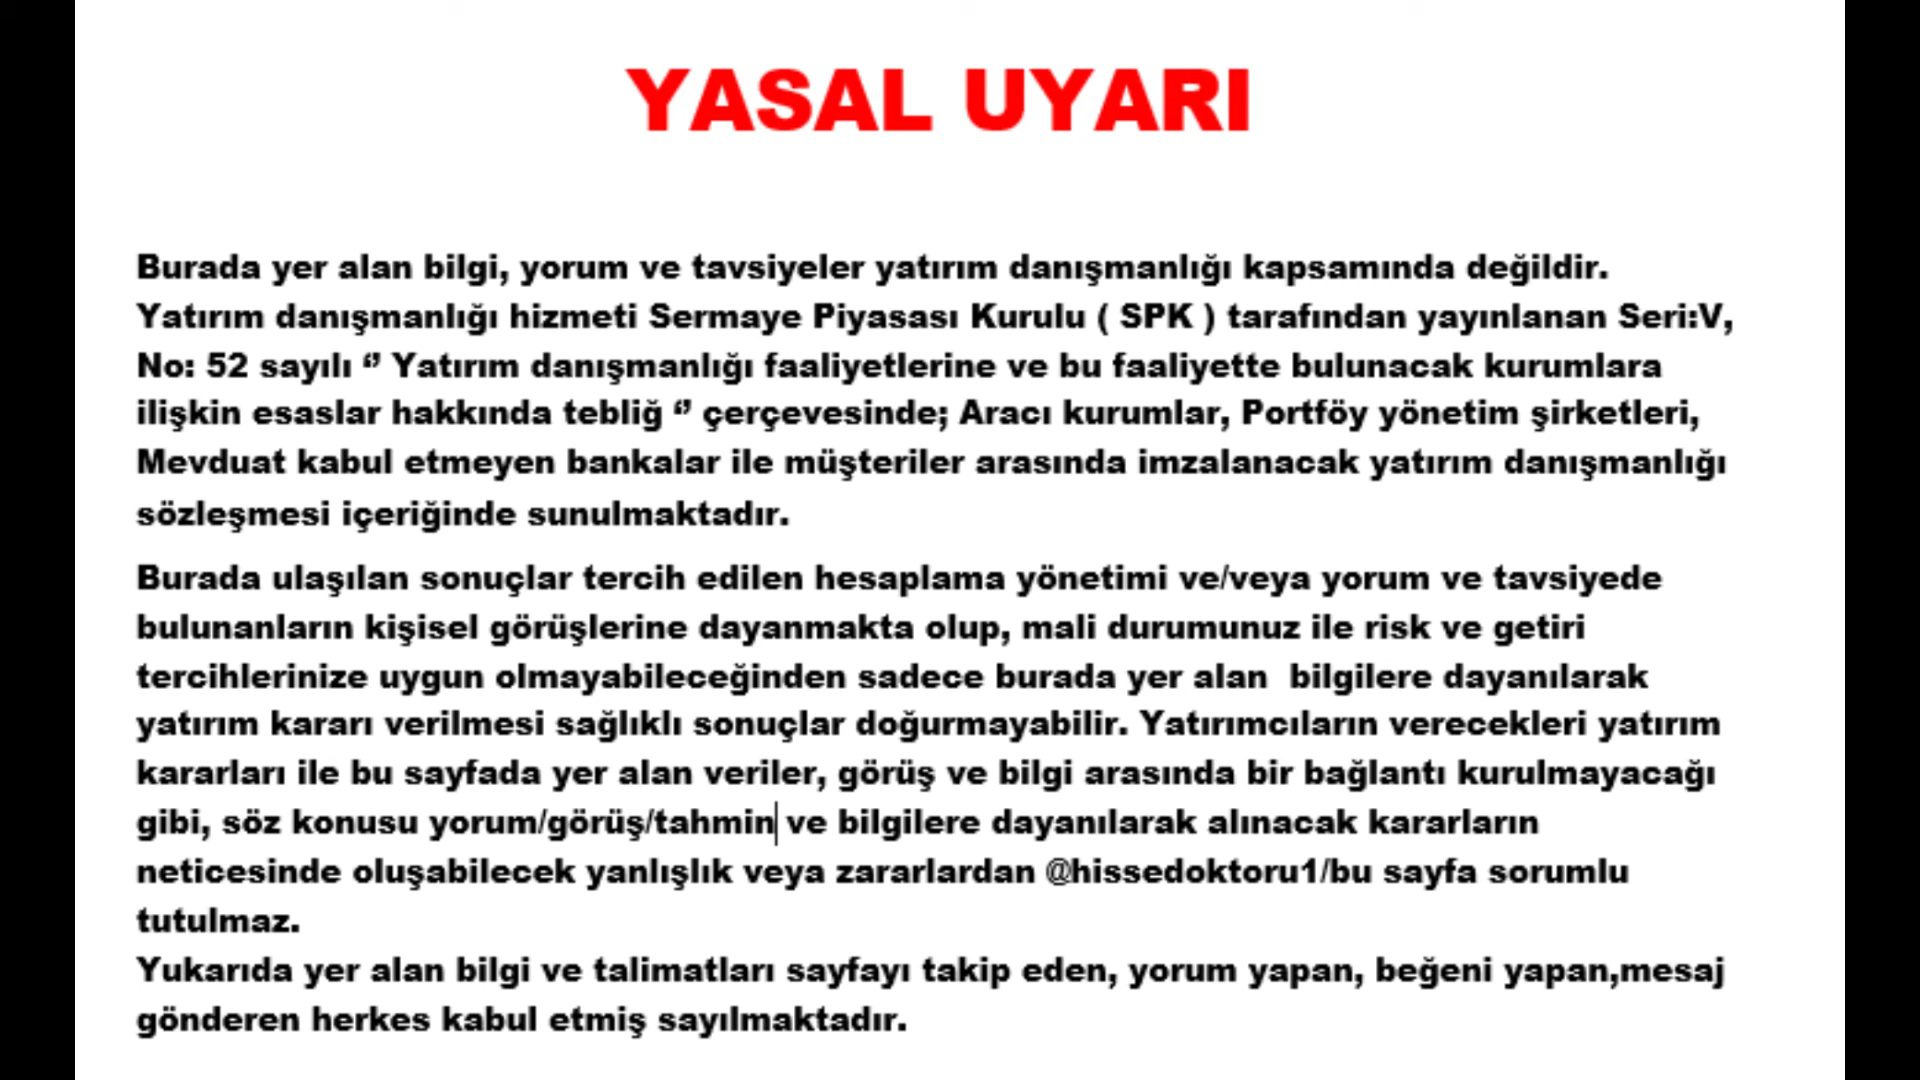 YASAL UYARI
Burada yer alan bilgi, yorum ve tavsiyeler yatırım danışmanlığı kapsamında değildir.
Yatırım danışmanlığı hizmeti Sermaye Piyasası Kurulu ( SPK ) tarafından yayınlanan Seri:V,
No: 52 sayılı “ Yatırım danışmanlığı faaliyetlerine ve bu faaliyette bulunacak kurumlara
ilişkin esaslar hakkında tebliğ “ çerçevesinde; Aracı kurumlar, Portföy yönetim şirketleri,
Mevduat kabul etmeyen bankalar ile müşteriler arasında imzalanacak yatırım danışmanlığı
sözleşmesi içeriğinde sunulmaktadır.
Burada ulaşılan sonuçlar tercih edilen hesaplama yönetimi ve/veya yorum ve tavsiyede
bulunanların kişisel görüşlerine dayanmakta olup, mali durumunuz ile risk ve getiri
tercihlerinize uygun olmayabileceğinden sadece burada yer alan  bilgilere dayanılarak
yatırım kararı verilmesi sağlıklı sonuçlar doğurmayabilir. Yatırımcıların verecekleri yatırım
kararları ile bu sayfada yer alan veriler, görüş ve bilgi arasında bir bağlantı kurulmayacağı
gibi, söz konusu yorum/görüş/tahmin ve bilgilere dayanılarak alınacak kararların
neticesinde oluşabilecek yanlışlık veya zararlardan @hissedoktoru1/bu sayfa sorumlu
tutulmaz.
Yukarıda yer alan bilgi ve talimatları sayfayı takip eden, yorum yapan, beğeni yapan,mesaj
gönderen herkes kabul etmiş sayılmaktadır.